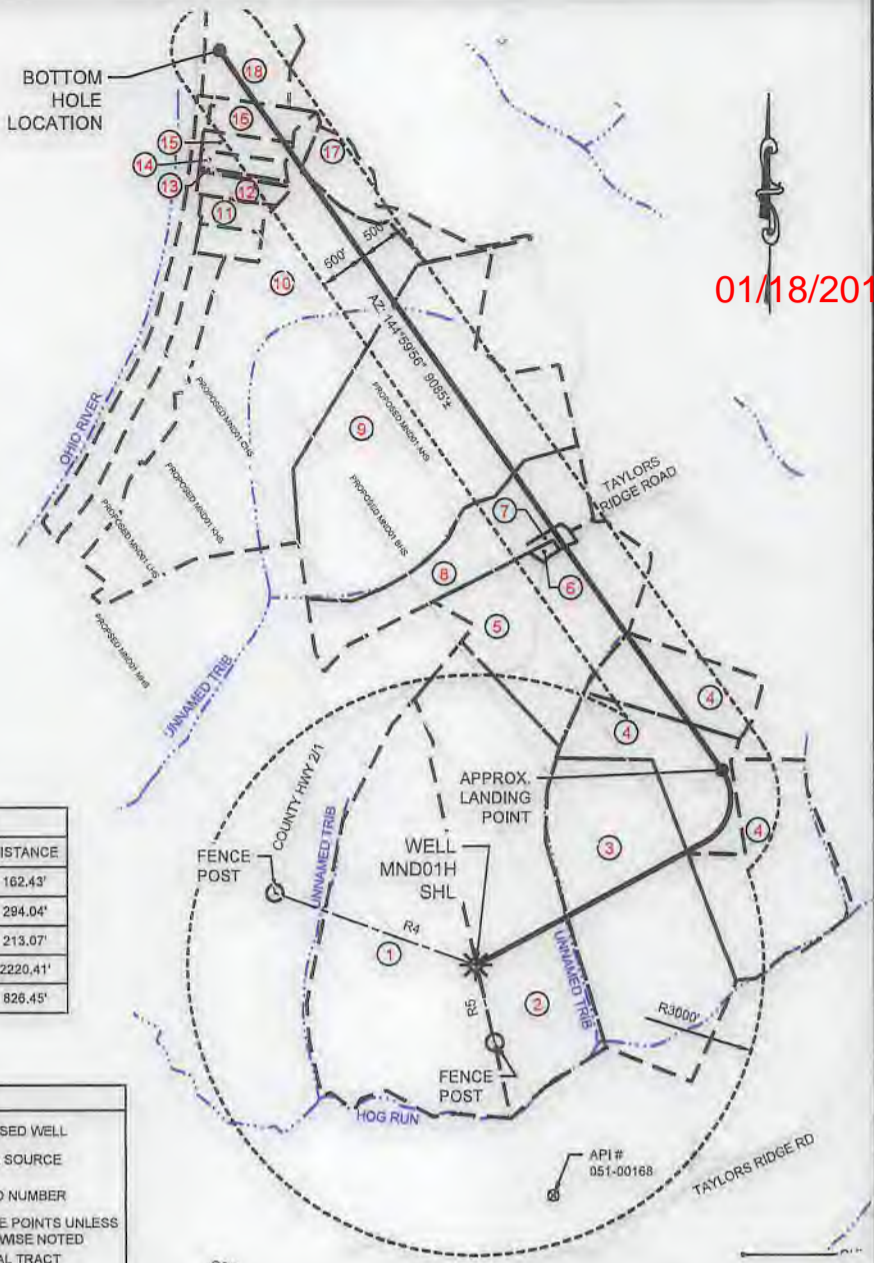 BOTTOM
HOLE
LOCATION
18
16
15
14
13
12
11
17
10
500'
500'
01/18/201
AZ: 144°59'56" 9085'±
OHIO RIVER
PROPOSED MND01 CHS
PROPOSED MND01 AHS
9
PROPOSED MND01 KHS
PROPOSED MND01 BHS
PROPOSED MND01 LHS
PROPOSED MND01 MHS
TAYLORS
RIDGE ROAD
7
8
6
5
UNNAMED TRIB
4
4
APPROX.
LANDING
POINT
4
COUNTY HWY 2/1
UNNAMED TRIB
FENCE
POST
WELL
MND01H
SHL
3
ISTANCE
162.43'
294.04'
213.07'
2220.41'
826.45'
R4
1
R5
2
UNNAMED TRIB
R3000'
FENCE
POST
HOG RUN
SED WELL
SOURCE
O NUMBER
E POINTS UNLESS
WISE NOTED
AL TRACT
API #
051-00168
TAYLORS RIDGE RD